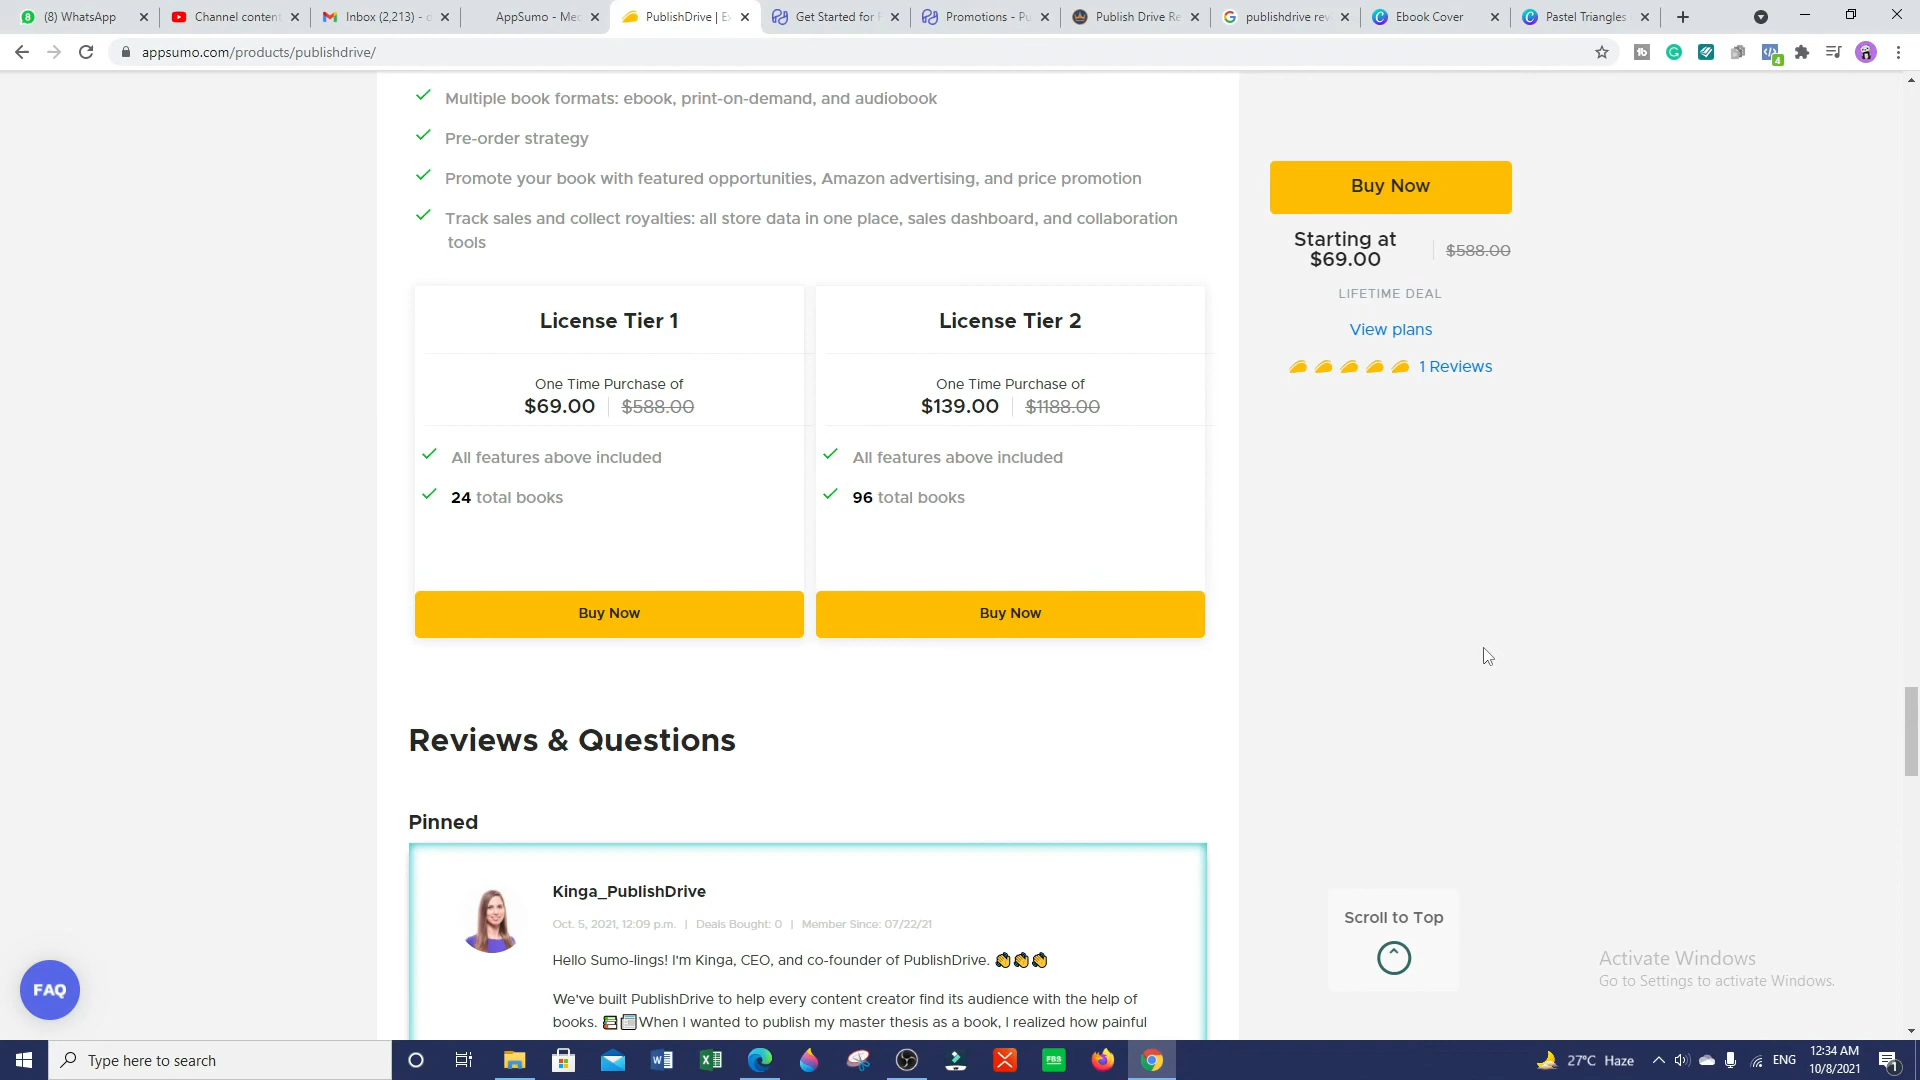 (8) WhatsApp
Channel content
Inbox (2,213) -
AppSumo - Med
PublishDrive | E
Get Started for
Promotions - Pu
Publish Drive Re
publishdrive rev
Ebook Cover
Pastel Triangles
appsumo.com/products/publishdrive/
4
Multiple book formats: ebook, print-on-demand, and audiobook
Pre-order strategy
Promote your book with featured opportunities, Amazon advertising, and price promotion
Track sales and collect royalties: all store data in one place, sales dashboard, and collaboration
tools
License Tier 1
One Time Purchase of
$69.00 $588.00
All features above included
24 total books
Buy Now
License Tier 2
One Time Purchase of
$139.00 $1188.00
All features above included
96 total books
Buy Now
Buy Now
Starting at
$69.00
$588.00
LIFETIME DEAL
View plans
1 Reviews
Reviews & Questions
Pinned
Kinga_PublishDrive
Oct. 5, 2021, 12:09 p.m. | Deals Bought: 0 | Member Since: 07/22/21
Hello Sumo-lings! I'm Kinga, CEO, and co-founder of PublishDrive. 👏👏👏
We've built PublishDrive to help every content creator find its audience with the help of
books. 📚📰When I wanted to publish my master thesis as a book, I realized how painful
Scroll to Top
FAQ
Activate Windows
Go to Settings to activate Windows.
Type here to search
FBS
27°C Haze
ENG
12:34 AM
10/8/2021
1